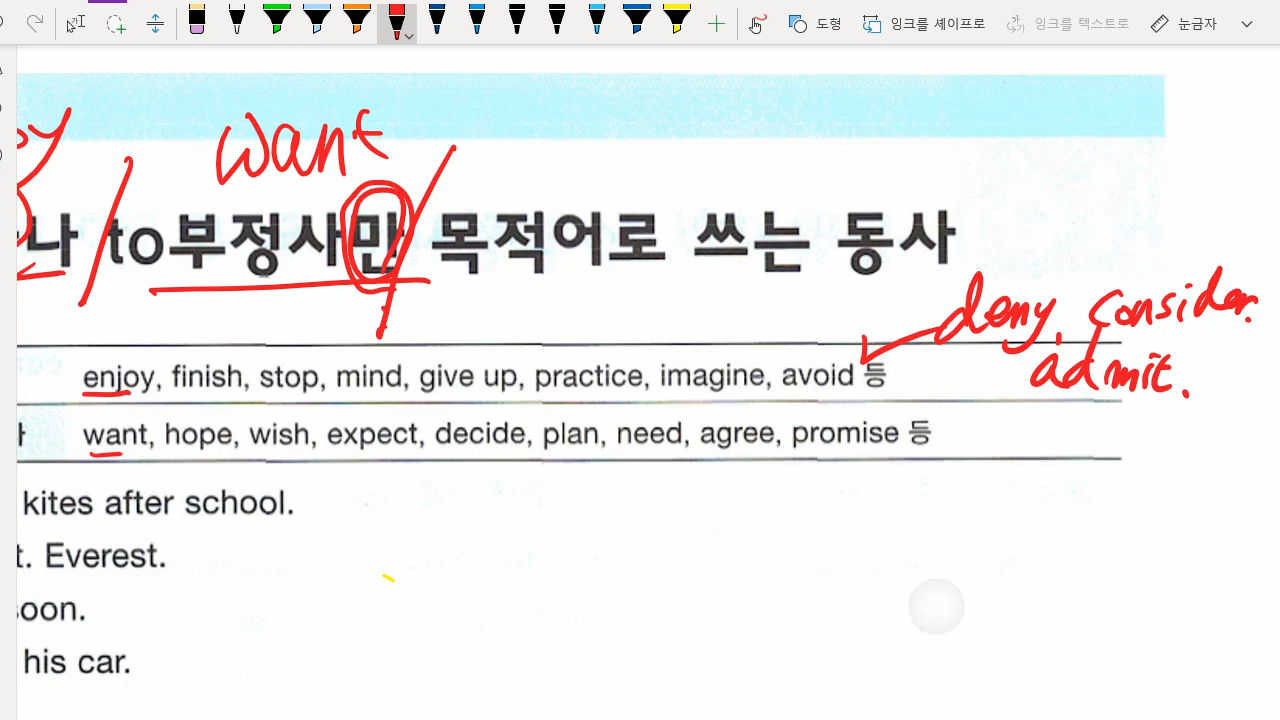 도형 잉크를 셰이프로 잉크를 텍스트로 눈금자
want
나 to부정사만 목적어로 쓰는 동사
deny, consider.
admit.
enjoy, finish, stop, mind, give up, practice, imagine, avoid 등
want, hope, wish, expect, decide, plan, need, agree, promise 등
kites after school.
t. Everest.
soon.
his car.